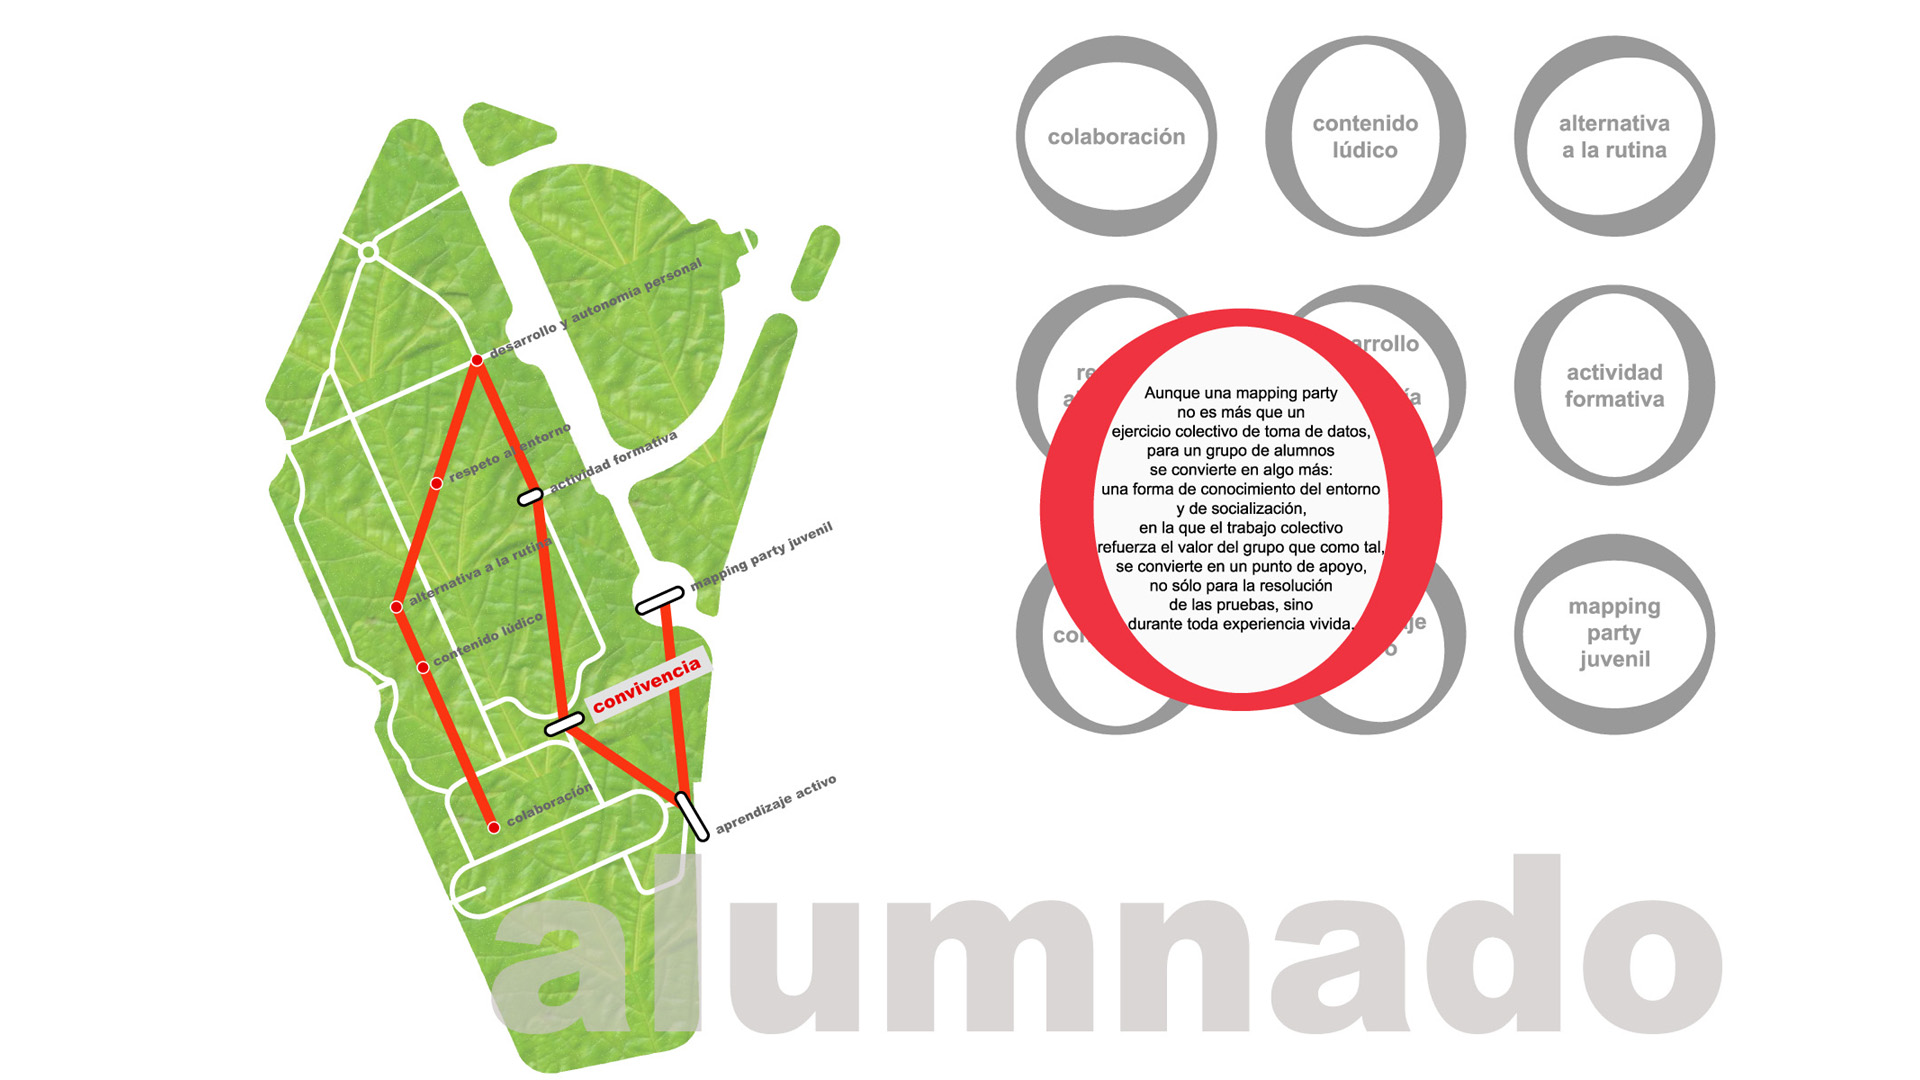 desarrollo y autonomía personal
respeto al entorno
actividad formativa
alternativa a la rutina
mapping party juvenil
contenido lúdico
convivencia
colaboración
aprendizaje activo
colaboración
contenido
lúdico
alternativa
a la rutina
actividad
formativa
mapping
party
juvenil
Aunque una mapping party
no es más que un
ejercicio colectivo de toma de datos,
para un grupo de alumnos
se convierte en algo más:
una forma de conocimiento del entorno
y de socialización,
en la que el trabajo colectivo
refuerza el valor del grupo que como tal,
se convierte en un punto de apoyo,
no sólo para la resolución
de las pruebas, sino
durante toda experiencia vivida.
alumnado